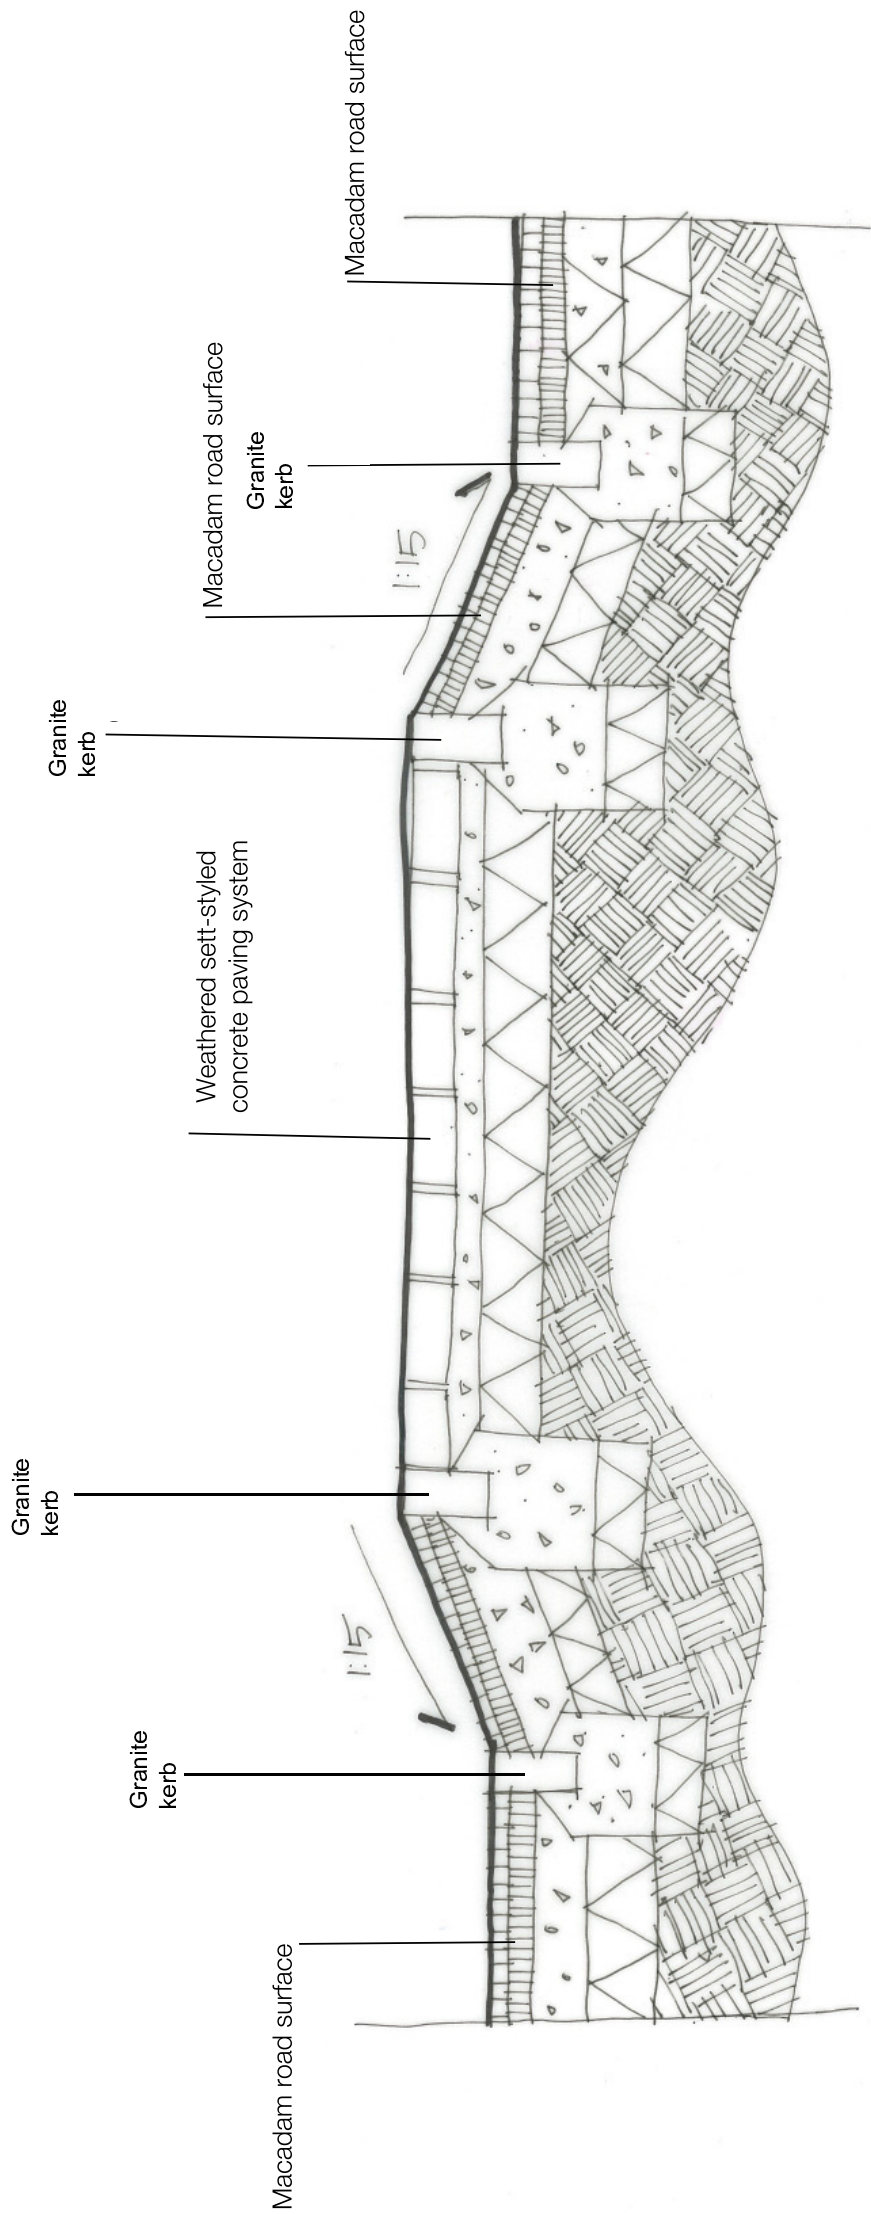 Macadam road surface
Granite
kerb
1:15
Granite
kerb
Weathered sett-styled
concrete paving system
Granite
kerb
1:15
Macadam road surface
Granite
kerb
Macadam road surface